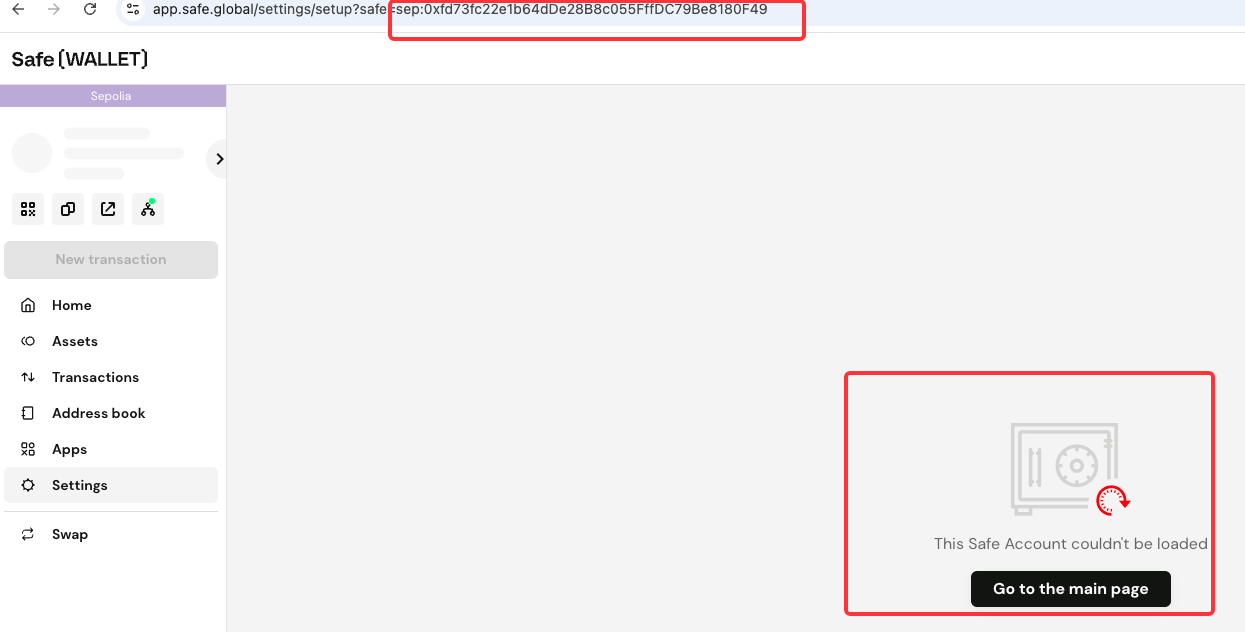 app.safe.global/settings/setup?safe=sep:0xfd73fc22e1b64dDe28B8c055FffDC79Be8180F49
Safe{WALLET}
Sepolia
New transaction
Home
Assets
Transactions
Address book
Apps
Settings
Swap
This Safe Account couldn't be loaded
Go to the main page